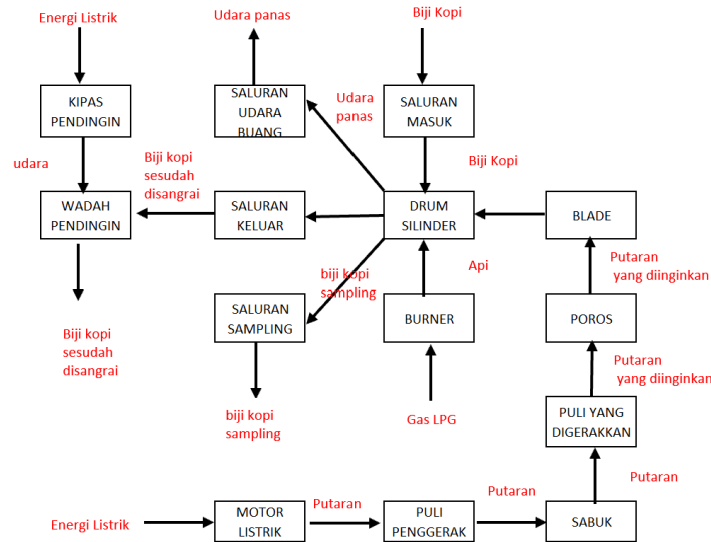 Energi Listrik
Udara panas
Biji Kopi
KIPAS
PENDINGIN
SALURAN
UDARA
BUANG
Udara
panas
SALURAN
MASUK
udara
Biji kopi
sesudah
disangrai
Biji Kopi
WADAH
PENDINGIN
SALURAN
KELUAR
DRUM
SILINDER
BLADE
Putaran
yang diinginkan
Api
biji kopi
sampling
SALURAN
SAMPLING
BURNER
POROS
Biji kopi
sesudah
disangrai
Putaran
yang diinginkan
biji kopi
sampling
Gas LPG
PULI YANG
DIGERAKKAN
Putaran
Energi Listrik
MOTOR
LISTRIK
Putaran
PULI
PENGGERAK
Putaran
SABUK